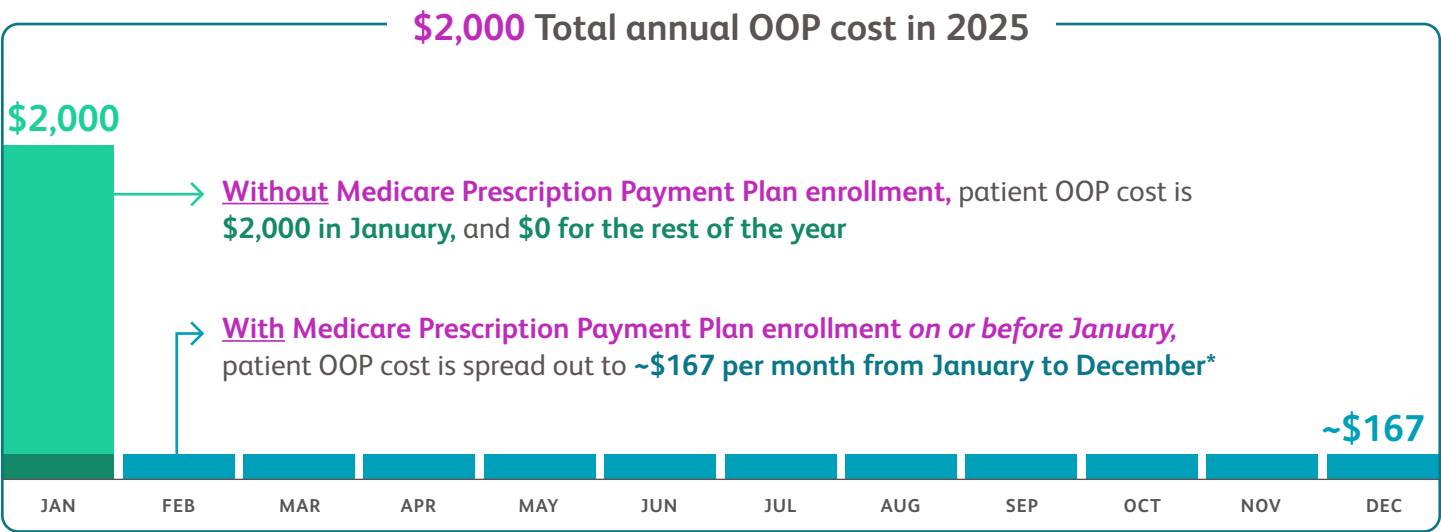 $2,000 Total annual OOP cost in 2025
$2,000
Without Medicare Prescription Payment Plan enrollment, patient OOP cost is
$2,000 in January, and $0 for the rest of the year
With Medicare Prescription Payment Plan enrollment on or before January,
patient OOP cost is spread out to ~$167 per month from January to December*
~$167
JAN FEB MAR APR MAY JUN JUL AUG SEP OCT NOV DEC